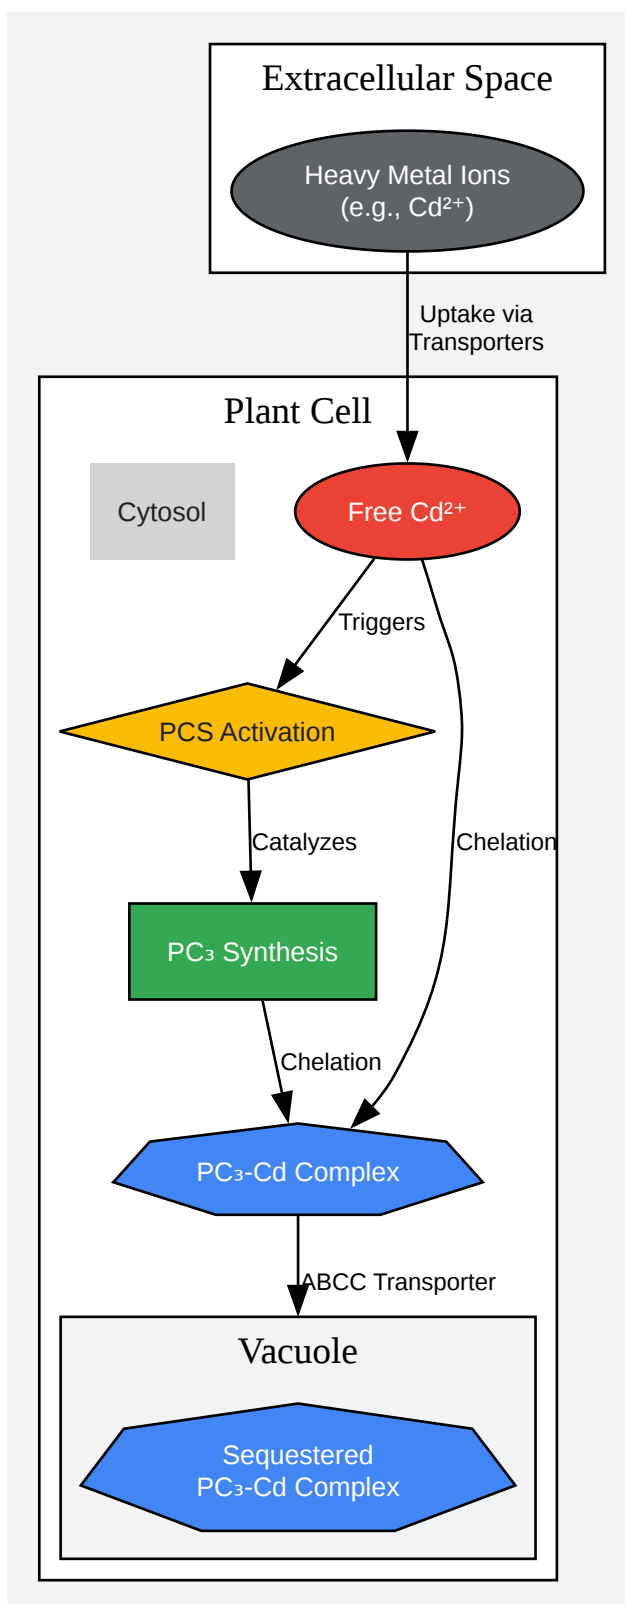 Extracellular Space
Heavy Metal Ions
(e.g., Cd²⁺)
Uptake via
Transporters
Plant Cell
Cytosol
Free Cd²⁺
Triggers
PCS Activation
Catalyzes
Chelation
PC₃ Synthesis
Chelation
PC₃-Cd Complex
ABCC Transporter
Vacuole
Sequestered
PC₃-Cd Complex